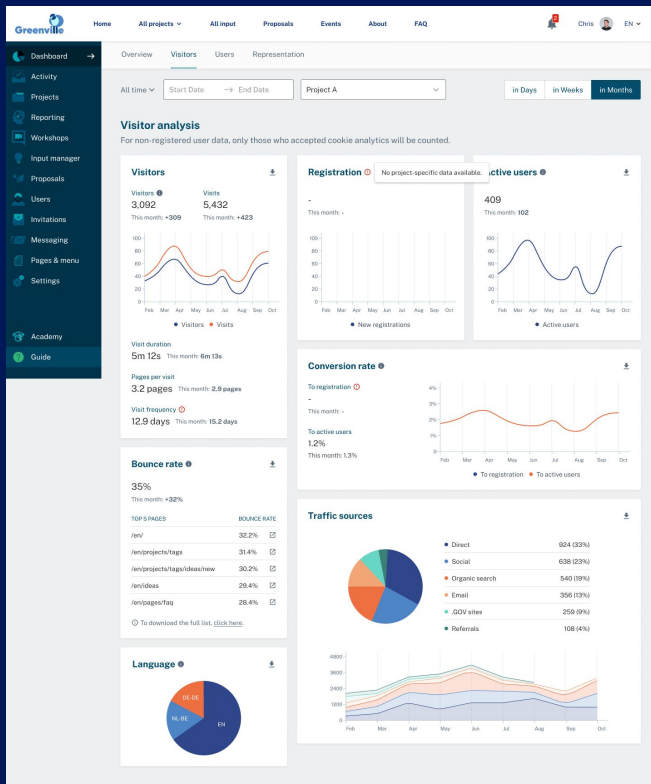 Greenville
Home
All projects
All input
Proposals
Events
About
FAQ
2
Chris
EN
Dashboard
Activity
Projects
Reporting
Workshops
Input manager
Proposals
Users
Invitations
Messaging
Pages & menu
Settings
Academy
Guide
Overview
Visitors
Users
Representation
All time
Start Date → End Date
Project A
in Days
in Weeks
in Months
Visitor analysis
For non-registered user data, only those who accepted cookie analytics will be counted.
Visitors
Visitors
Visits
3,092
5,432
This month: +309
This month: +423
100
80
60
40
20
0
Feb Mar Apr May Jun Jul Aug Sep Oct
Visitors
Visits
Visit duration
5m 12s This month: 6m 13s
Pages per visit
3.2 pages This month: 2.9 pages
Visit frequency
12.9 days This month: 15.2 days
Registration
No project-specific data available.
-
This month: -
100
80
60
40
20
0
Feb Mar Apr May Jun Jul Aug Sep Oct
New registrations
ctive users
409
This month: 102
100
80
60
40
20
0
Feb Mar Apr May Jun Jul Aug Sep Oct
Active users
Conversion rate
To registration
-
This month: -
To active users
1.2%
This month: 1.3%
4%
3%
2%
1%
0
Feb Mar Apr May Jun Jul Aug Sep Oct
To registration
To active users
Bounce rate
35%
This month: +32%
TOP 5 PAGES
BOUNCE RATE
/en/ 32.2%
/en/projects/tags 31.4%
/en/projects/tags/ideas/new 30.2%
/en/ideas 29.4%
/en/pages/faq 28.4%
To download the full list, click here.
Traffic sources
Direct 924 (33%)
Social 638 (23%)
Organic search 540 (19%)
Email 356 (13%)
.GOV sites 259 (9%)
Referrals 108 (4%)
4800
3600
2400
1200
0
Feb Mar Apr May Jun Jul Aug Sep Oct
Language
DE-DE
NL-BE
EN